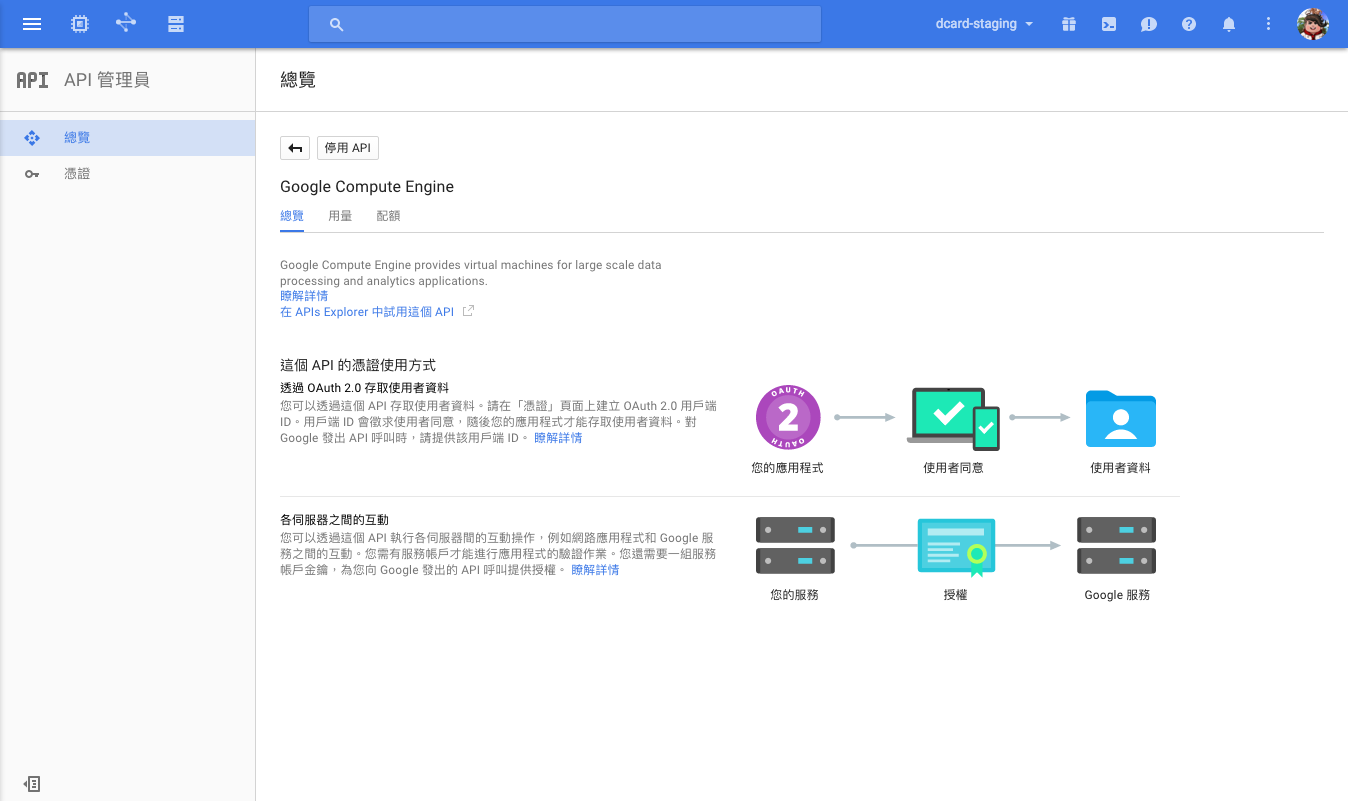 dcard-staging
API API 管理員
總覽
總覽
憑證
停用 API
Google Compute Engine
總覽 用量 配額
Google Compute Engine provides virtual machines for large scale data
processing and analytics applications.
瞭解詳情
在 APIs Explorer 中試用這個 API
這個 API 的憑證使用方式
透過 OAuth 2.0 存取使用者資料
您可以透過這個 API 存取使用者資料。請在「憑證」頁面上建立 OAuth 2.0 用戶端
ID。用戶端 ID 會徵求使用者同意，隨後您的應用程式才能存取使用者資料。對
Google 發出 API 呼叫時，請提供該用戶端 ID。 瞭解詳情
OAUTH
2
OAUTH
您的應用程式
使用者同意
使用者資料
各伺服器之間的互動
您可以透過這個 API 執行各伺服器間的互動操作，例如網路應用程式和 Google 服
務之間的互動。您需有服務帳戶才能進行應用程式的驗證作業。您還需要一組服務
帳戶金鑰，為您向 Google 發出的 API 呼叫提供授權。 瞭解詳情
您的服務
授權
Google 服務